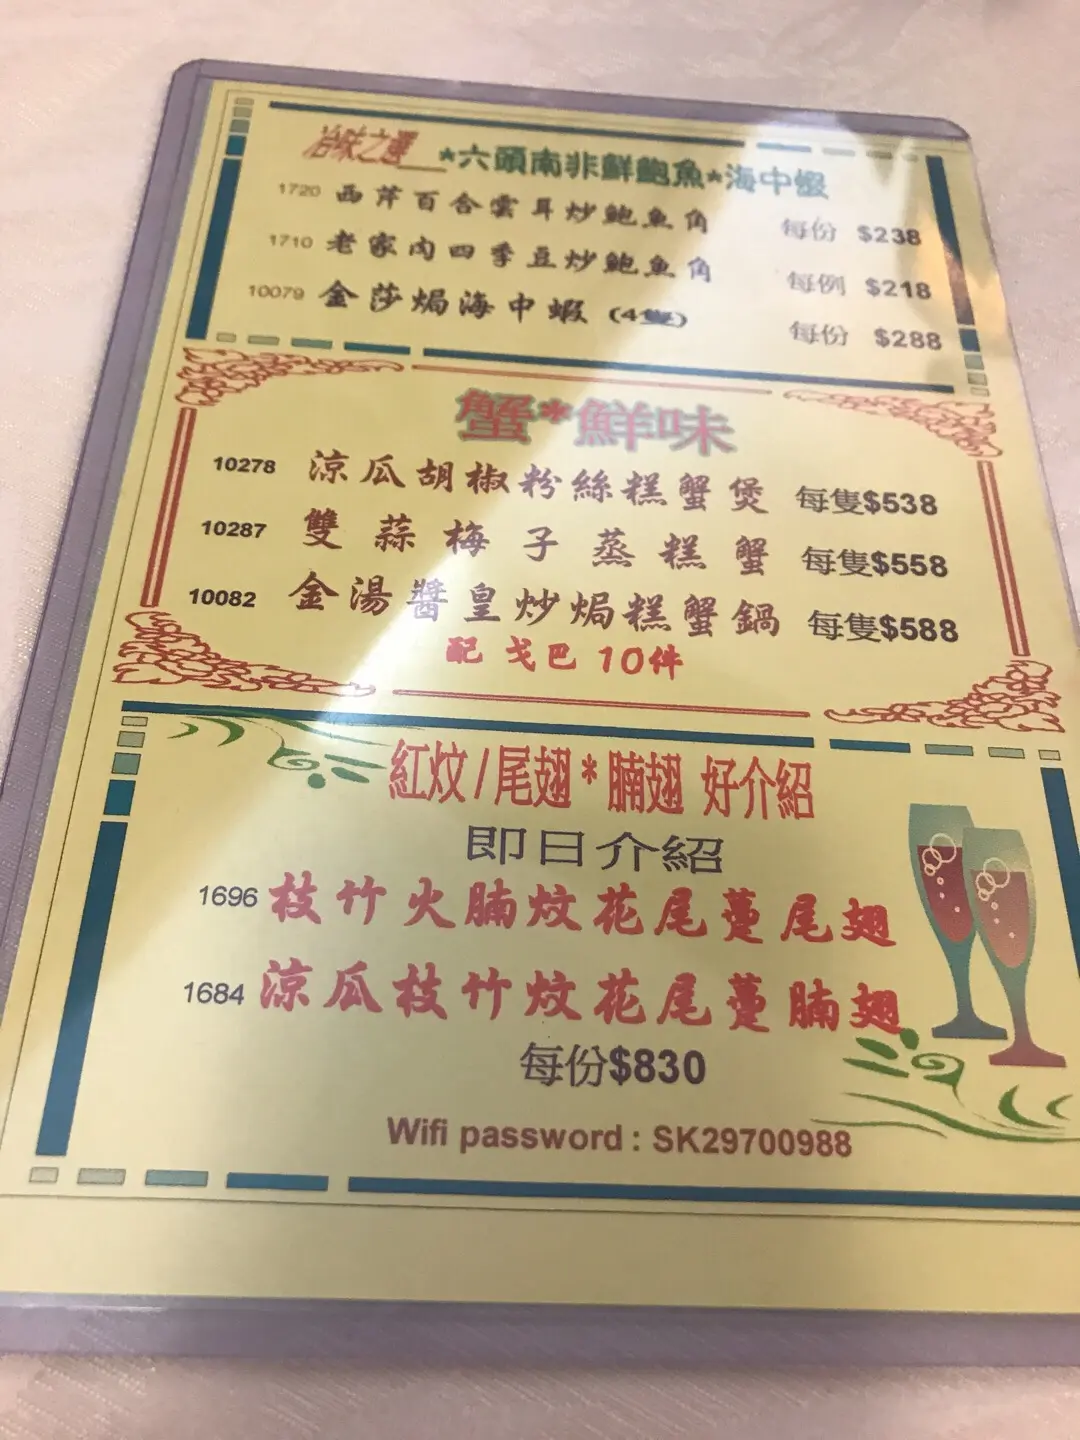 滄味之選 *六頭南非鮮鮑魚*海中蝦
1720 西芹百合雲耳炒鮑魚角 每份 $238
1710 老家肉四季豆炒鮑魚角 每例 $218
10079 金莎焗海中蝦 (4隻) 每份 $288
蟹*鮮味
10278 涼瓜胡椒粉絲糕蟹煲 每隻$538
10287 雙蒜梅子蒸糕蟹 每隻$558
10082 金湯醬皇炒焗糕蟹鍋 每隻$588
配 戈巴 10件
紅炆/尾翅*腩翅 好介紹
即日介紹
1696 枝竹火腩炆花尾躉尾翅
1684 涼瓜枝竹炆花尾躉腩翅
每份$830
Wifi password : SK29700988